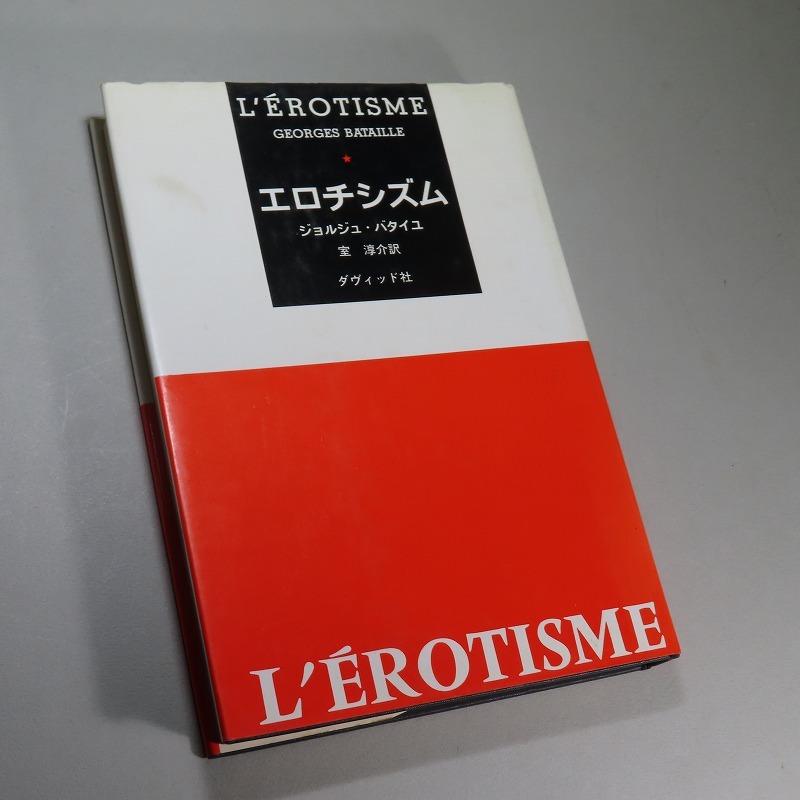 L'ÉROTISME
GEORGES BATAILLE
★
エロチシズム
ジョルジュ・バタイユ
室 淳介訳
ダヴィッド社
L'ÉROTISME